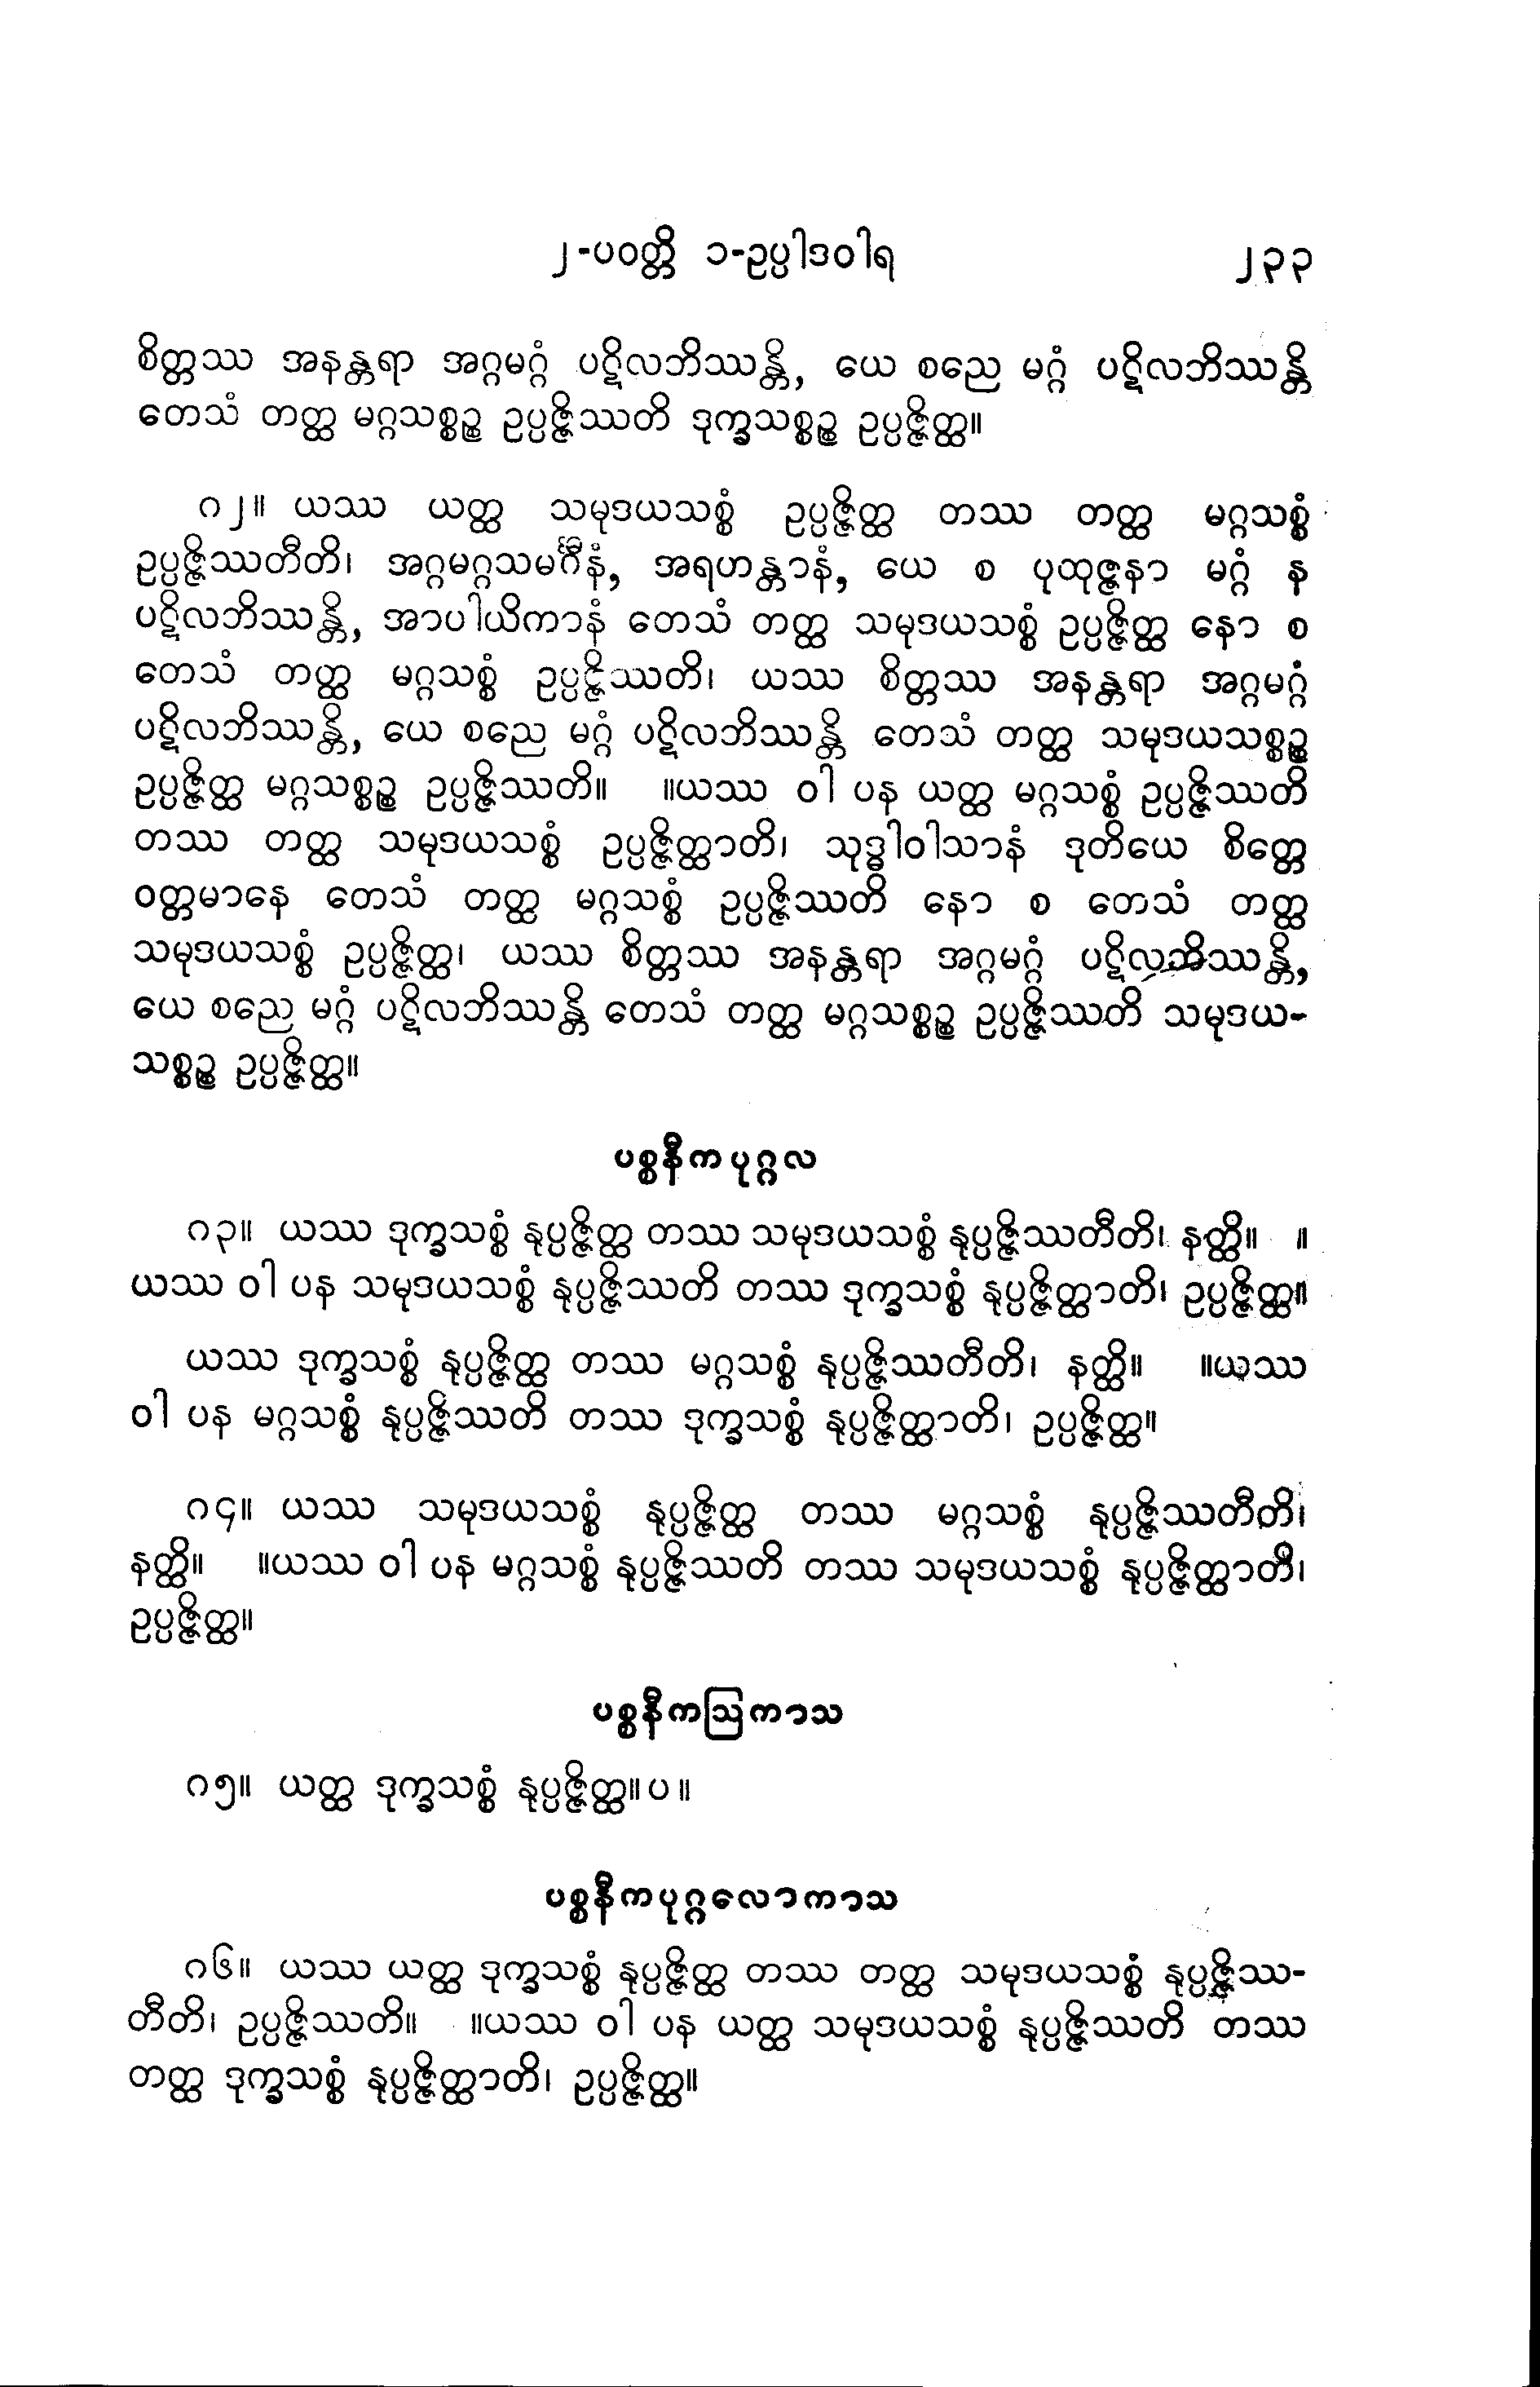 ၂-ပဝတ္တိ ၁-ဥပ္ပါဒဝါရ ၂၃၃
စိတ္တဿ အနန္တရာ အဂ္ဂမဂ္ဂံ ပဋိလဘိဿန္တိ, ယေ စညေ မဂ္ဂံ ပဋိလဘိဿန္တိ
တေသံ တတ္ထ မဂ္ဂသစ္စဉ္စ ဥပ္ပဇ္ဇိဿတိ ဒုက္ခသစ္စဉ္စ ဥပ္ပဇ္ဇိတ္ထ။
၈၂။ ယဿ ယတ္ထ သမုဒယသစ္စံ ဥပ္ပဇ္ဇိတ္ထ တဿ တတ္ထ မဂ္ဂသစ္စံ
ဥပ္ပဇ္ဇိဿတီတိ၊ အဂ္ဂမဂ္ဂသမင်္ဂီနံ, အရဟန္တာနံ, ယေ စ ပုထုဇ္ဇနာ မဂ္ဂံ န
ပဋိလဘိဿန္တိ, အာပါယိကာနံ တေသံ တတ္ထ သမုဒယသစ္စံ ဥပ္ပဇ္ဇိတ္ထ နော စ
တေသံ တတ္ထ မဂ္ဂသစ္စံ ဥပ္ပဇ္ဇိဿတိ၊ ယဿ စိတ္တဿ အနန္တရာ အဂ္ဂမဂ္ဂံ
ပဋိလဘိဿန္တိ, ယေ စညေ မဂ္ဂံ ပဋိလဘိဿန္တိ တေသံ တတ္ထ သမုဒယသစ္စဉ္စ
ဥပ္ပဇ္ဇိတ္ထ မဂ္ဂသစ္စဉ္စ ဥပ္ပဇ္ဇိဿတိ။ ။ယဿ ဝါ ပန ယတ္ထ မဂ္ဂသစ္စံ ဥပ္ပဇ္ဇိဿတိ
တဿ တတ္ထ သမုဒယသစ္စံ ဥပ္ပဇ္ဇိတ္ထာတိ၊ သုဒ္ဓါဝါသာနံ ဒုတိယေ စိတ္တေ
ဝတ္တမာနေ တေသံ တတ္ထ မဂ္ဂသစ္စံ ဥပ္ပဇ္ဇိဿတိ နော စ တေသံ တတ္ထ
သမုဒယသစ္စံ ဥပ္ပဇ္ဇိတ္ထ၊ ယဿ စိတ္တဿ အနန္တရာ အဂ္ဂမဂ္ဂံ ပဋိလဘိဿန္တိ,
ယေ စညေ မဂ္ဂံ ပဋိလဘိဿန္တိ တေသံ တတ္ထ မဂ္ဂသစ္စဉ္စ ဥပ္ပဇ္ဇိဿတိ သမုဒယ-
သစ္စဉ္စ ဥပ္ပဇ္ဇိတ္ထ။
ပစ္စနီကပုဂ္ဂလ
၈၃။ ယဿ ဒုက္ခသစ္စံ နုပ္ပဇ္ဇိတ္ထ တဿ သမုဒယသစ္စံ နုပ္ပဇ္ဇိဿတီတိ၊ နတ္ထိ။ ။
ယဿ ဝါ ပန သမုဒယသစ္စံ နုပ္ပဇ္ဇိဿတိ တဿ ဒုက္ခသစ္စံ နုပ္ပဇ္ဇိတ္ထာတိ၊ ဥပ္ပဇ္ဇိတ္ထ။
ယဿ ဒုက္ခသစ္စံ နုပ္ပဇ္ဇိတ္ထ တဿ မဂ္ဂသစ္စံ နုပ္ပဇ္ဇိဿတီတိ၊ နတ္ထိ။ ။ယဿ
ဝါ ပန မဂ္ဂသစ္စံ နုပ္ပဇ္ဇိဿတိ တဿ ဒုက္ခသစ္စံ နုပ္ပဇ္ဇိတ္ထာတိ၊ ဥပ္ပဇ္ဇိတ္ထ။
၈၄။ ယဿ သမုဒယသစ္စံ နုပ္ပဇ္ဇိတ္ထ တဿ မဂ္ဂသစ္စံ နုပ္ပဇ္ဇိဿတီတိ၊
နတ္ထိ။ ။ယဿ ဝါ ပန မဂ္ဂသစ္စံ နုပ္ပဇ္ဇိဿတိ တဿ သမုဒယသစ္စံ နုပ္ပဇ္ဇိတ္ထာတိ၊
ဥပ္ပဇ္ဇိတ္ထ။
ပစ္စနီကဩကာသ
၈၅။ ယတ္ထ ဒုက္ခသစ္စံ နုပ္ပဇ္ဇိတ္ထ။ပ။
ပစ္စနီကပုဂ္ဂလောကာသ
၈၆။ ယဿ ယတ္ထ ဒုက္ခသစ္စံ နုပ္ပဇ္ဇိတ္ထ တဿ တတ္ထ သမုဒယသစ္စံ နုပ္ပဇ္ဇိဿ-
တီတိ၊ ဥပ္ပဇ္ဇိဿတိ။ ။ယဿ ဝါ ပန ယတ္ထ သမုဒယသစ္စံ နုပ္ပဇ္ဇိဿတိ တဿ
တတ္ထ ဒုက္ခသစ္စံ နုပ္ပဇ္ဇိတ္ထာတိ၊ ဥပ္ပဇ္ဇိတ္ထ။